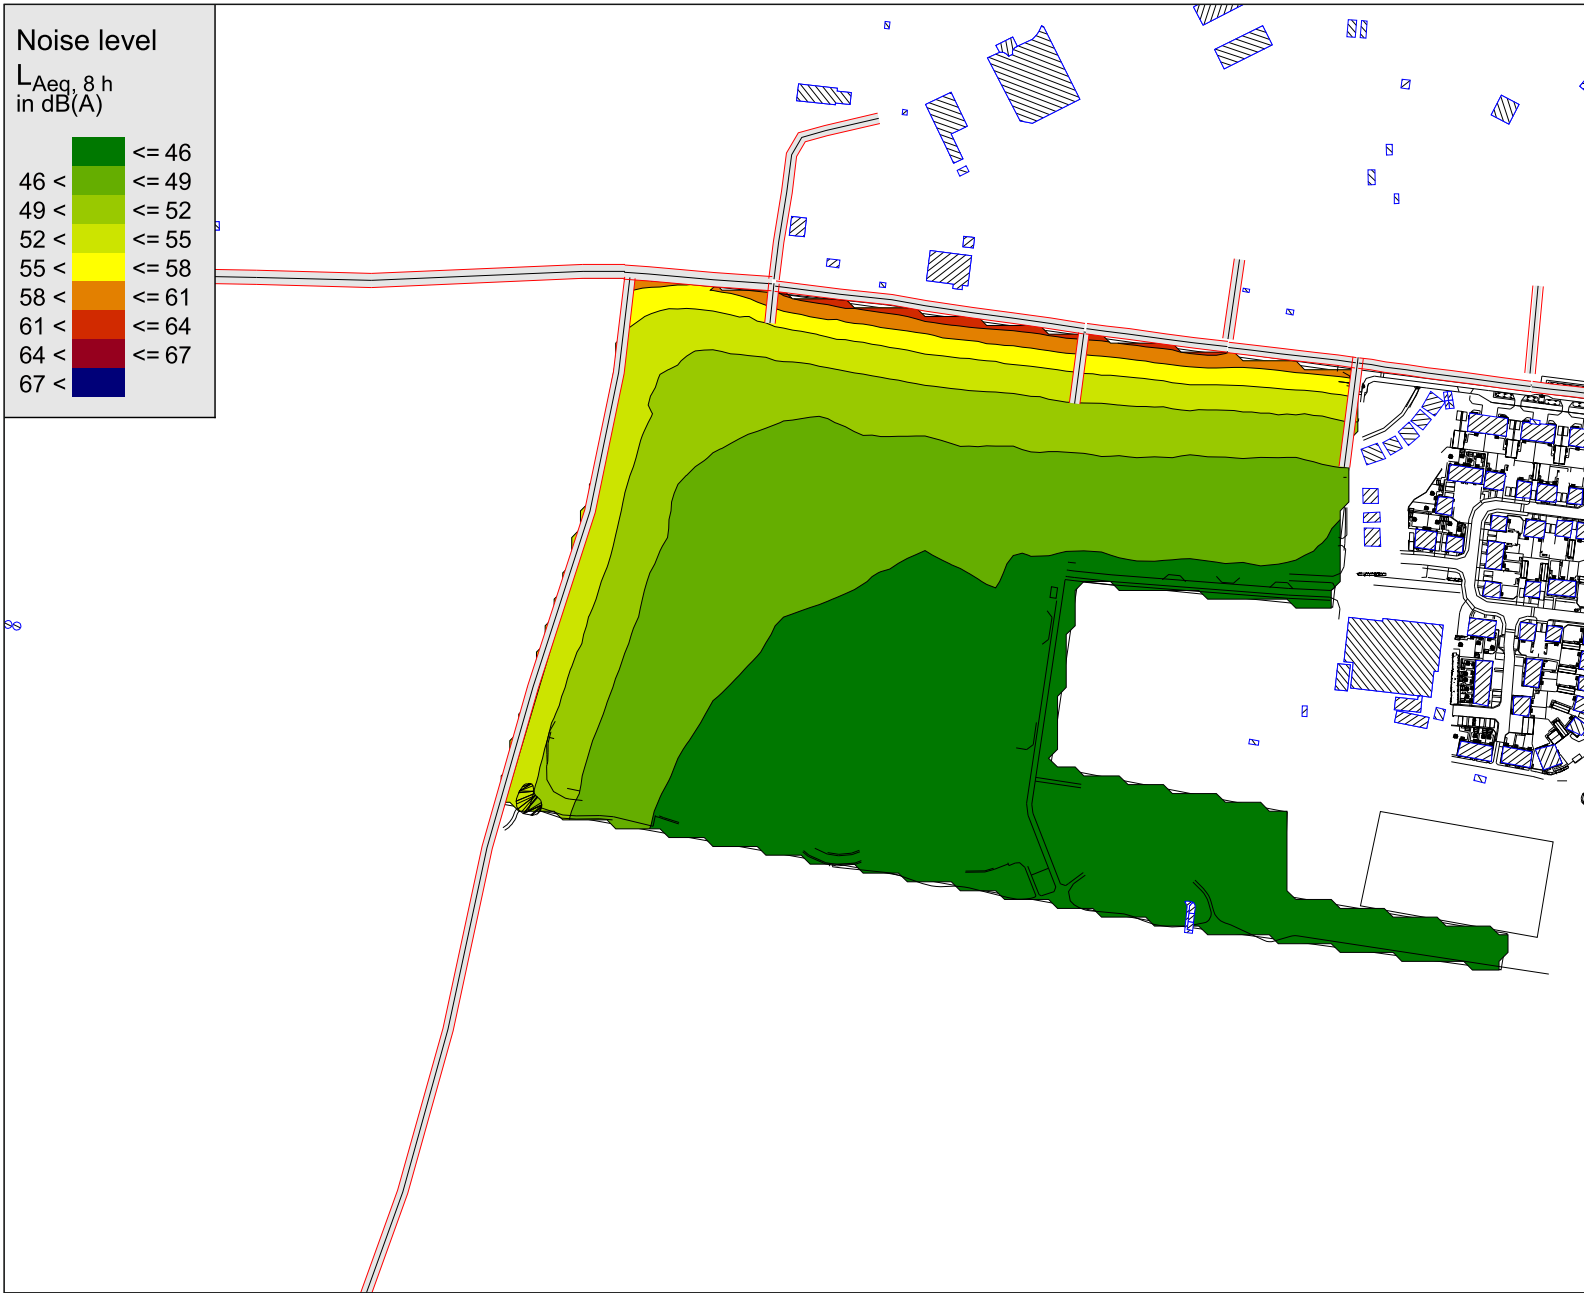 Noise level
LAeq, 8 h
in dB(A)
<= 46
46 < <= 49
49 < <= 52
52 < <= 55
55 < <= 58
58 < <= 61
61 < <= 64
64 < <= 67
67 <